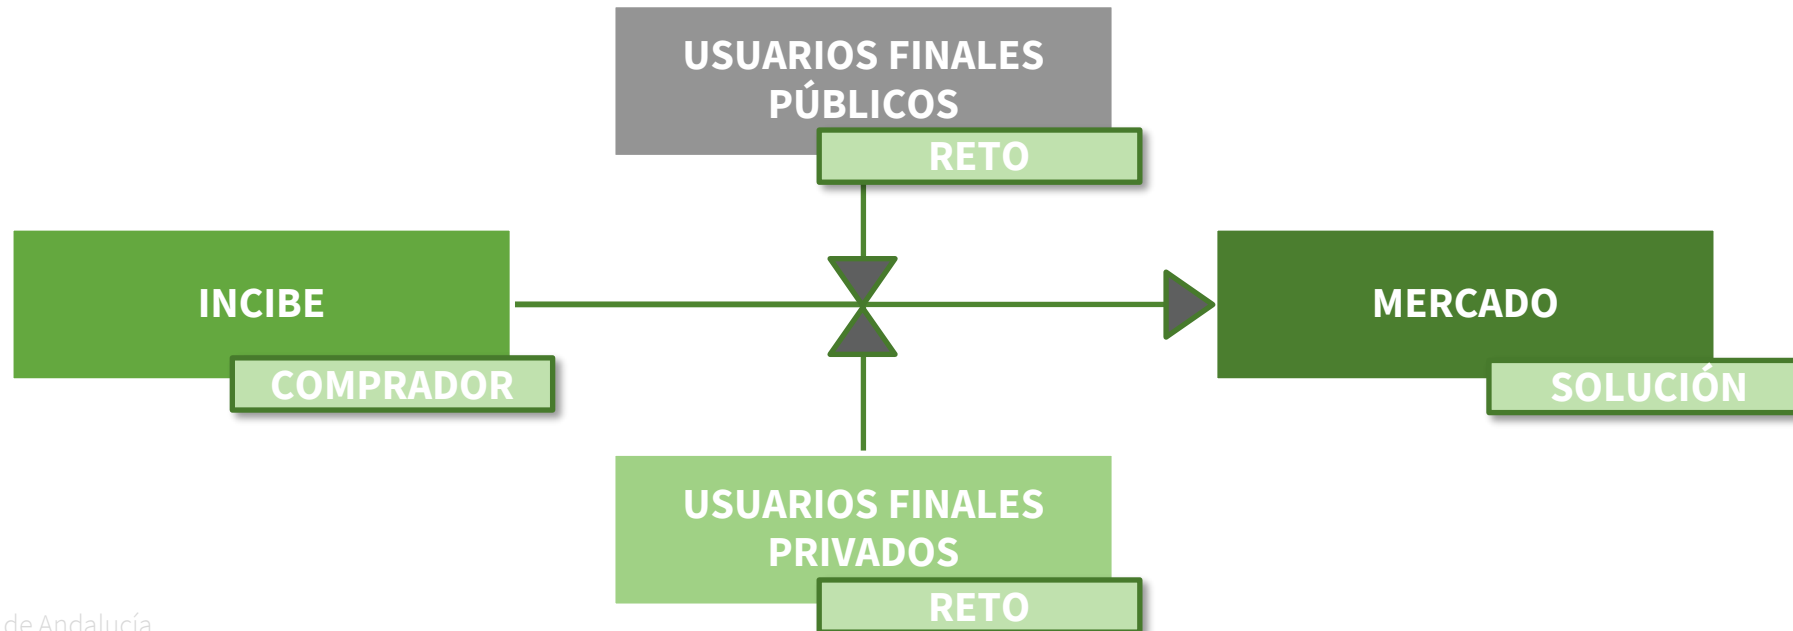 USUARIOS FINALES
PÚBLICOS
RETO
INCIBE
COMPRADOR
MERCADO
SOLUCIÓN
USUARIOS FINALES
PRIVADOS
RETO
de Andalucía